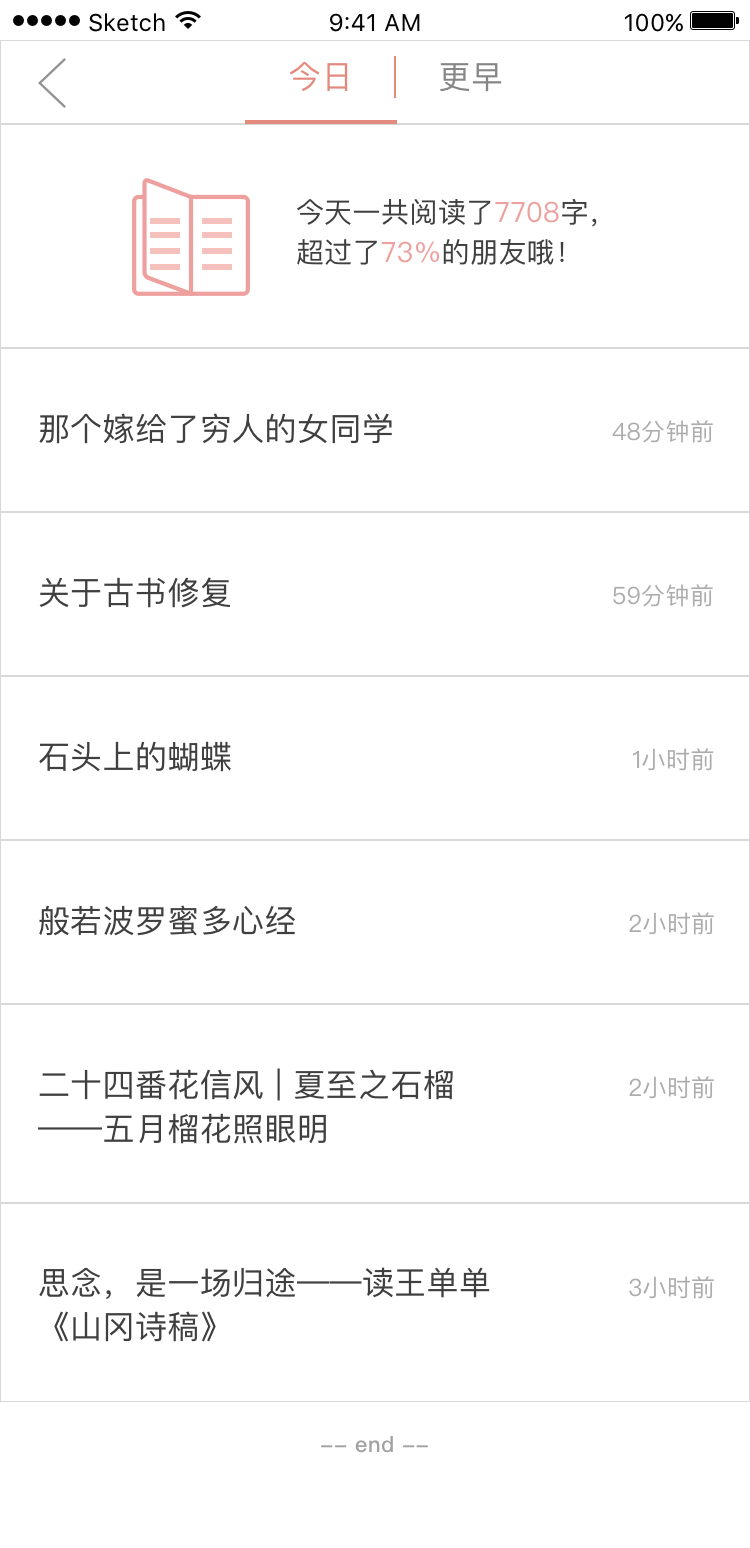 Sketch 9:41 AM 100%
今日 更早
今天一共阅读了7708字，
超过了73%的朋友哦！
那个嫁给了穷人的女同学 48分钟前
关于古书修复 59分钟前
石头上的蝴蝶 1小时前
般若波罗蜜多心经 2小时前
二十四番花信风 | 夏至之石榴 2小时前
——五月榴花照眼明
思念，是一场归途——读王单单 3小时前
《山冈诗稿》
-- end --